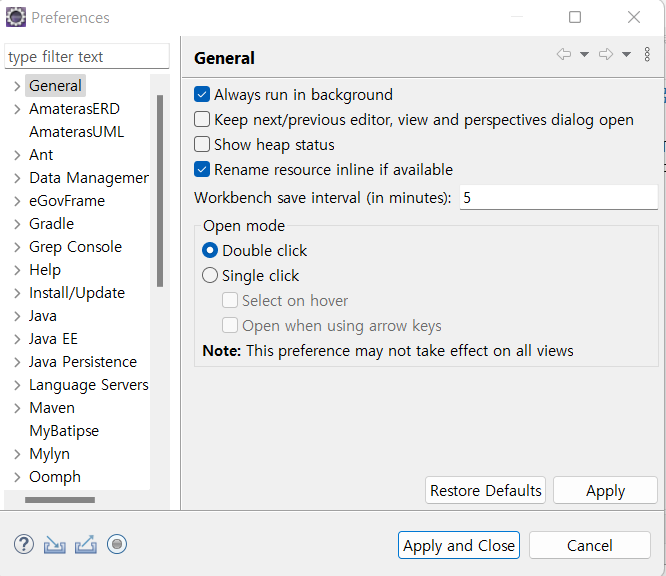 Preferences
type filter text
General
AmaterasERD
AmaterasUML
Ant
Data Managemer
eGovFrame
Gradle
Grep Console
Help
Install/Update
Java
Java EE
Java Persistence
Language Servers
Maven
MyBatipse
Mylyn
Oomph
General
Always run in background
Keep next/previous editor, view and perspectives dialog open
Show heap status
Rename resource inline if available
Workbench save interval (in minutes): 5
Open mode
Double click
Single click
Select on hover
Open when using arrow keys
Note: This preference may not take effect on all views
Restore Defaults Apply
Apply and Close Cancel